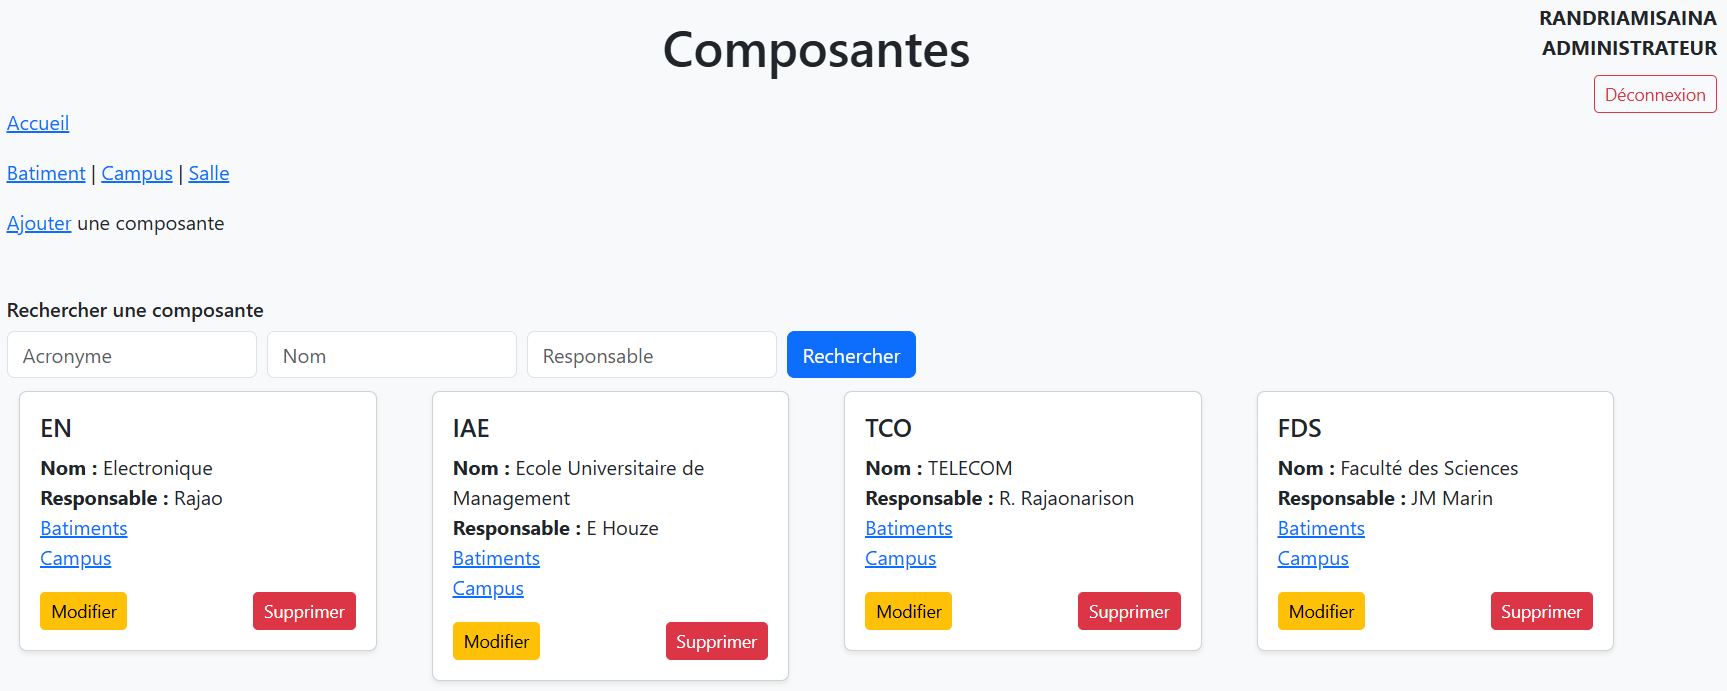 RANDRIAMISAINA
ADMINISTRATEUR
Composantes
Déconnexion
Accueil
Batiment | Campus | Salle
Ajouter une composante
Rechercher une composante
Acronyme Nom Responsable Rechercher
EN
Nom : Electronique
Responsable : Rajao
Batiments
Campus
Modifier Supprimer
IAE
Nom : Ecole Universitaire de
Management
Responsable : E Houze
Batiments
Campus
Modifier Supprimer
TCO
Nom : TELECOM
Responsable : R. Rajaonarison
Batiments
Campus
Modifier Supprimer
FDS
Nom : Faculté des Sciences
Responsable : JM Marin
Batiments
Campus
Modifier Supprimer